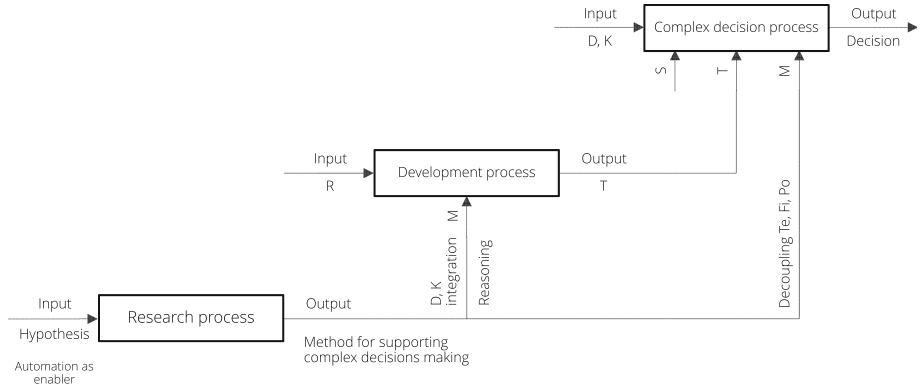 Input
D, K
Complex decision process
Output
Decision
S
T
M
Input
R
Development process
Output
T
M
D, K
integration
Reasoning
Decoupling Te, Fi, Po
Input
Hypothesis
Automation as
enabler
Research process
Output
Method for supporting
complex decisions making